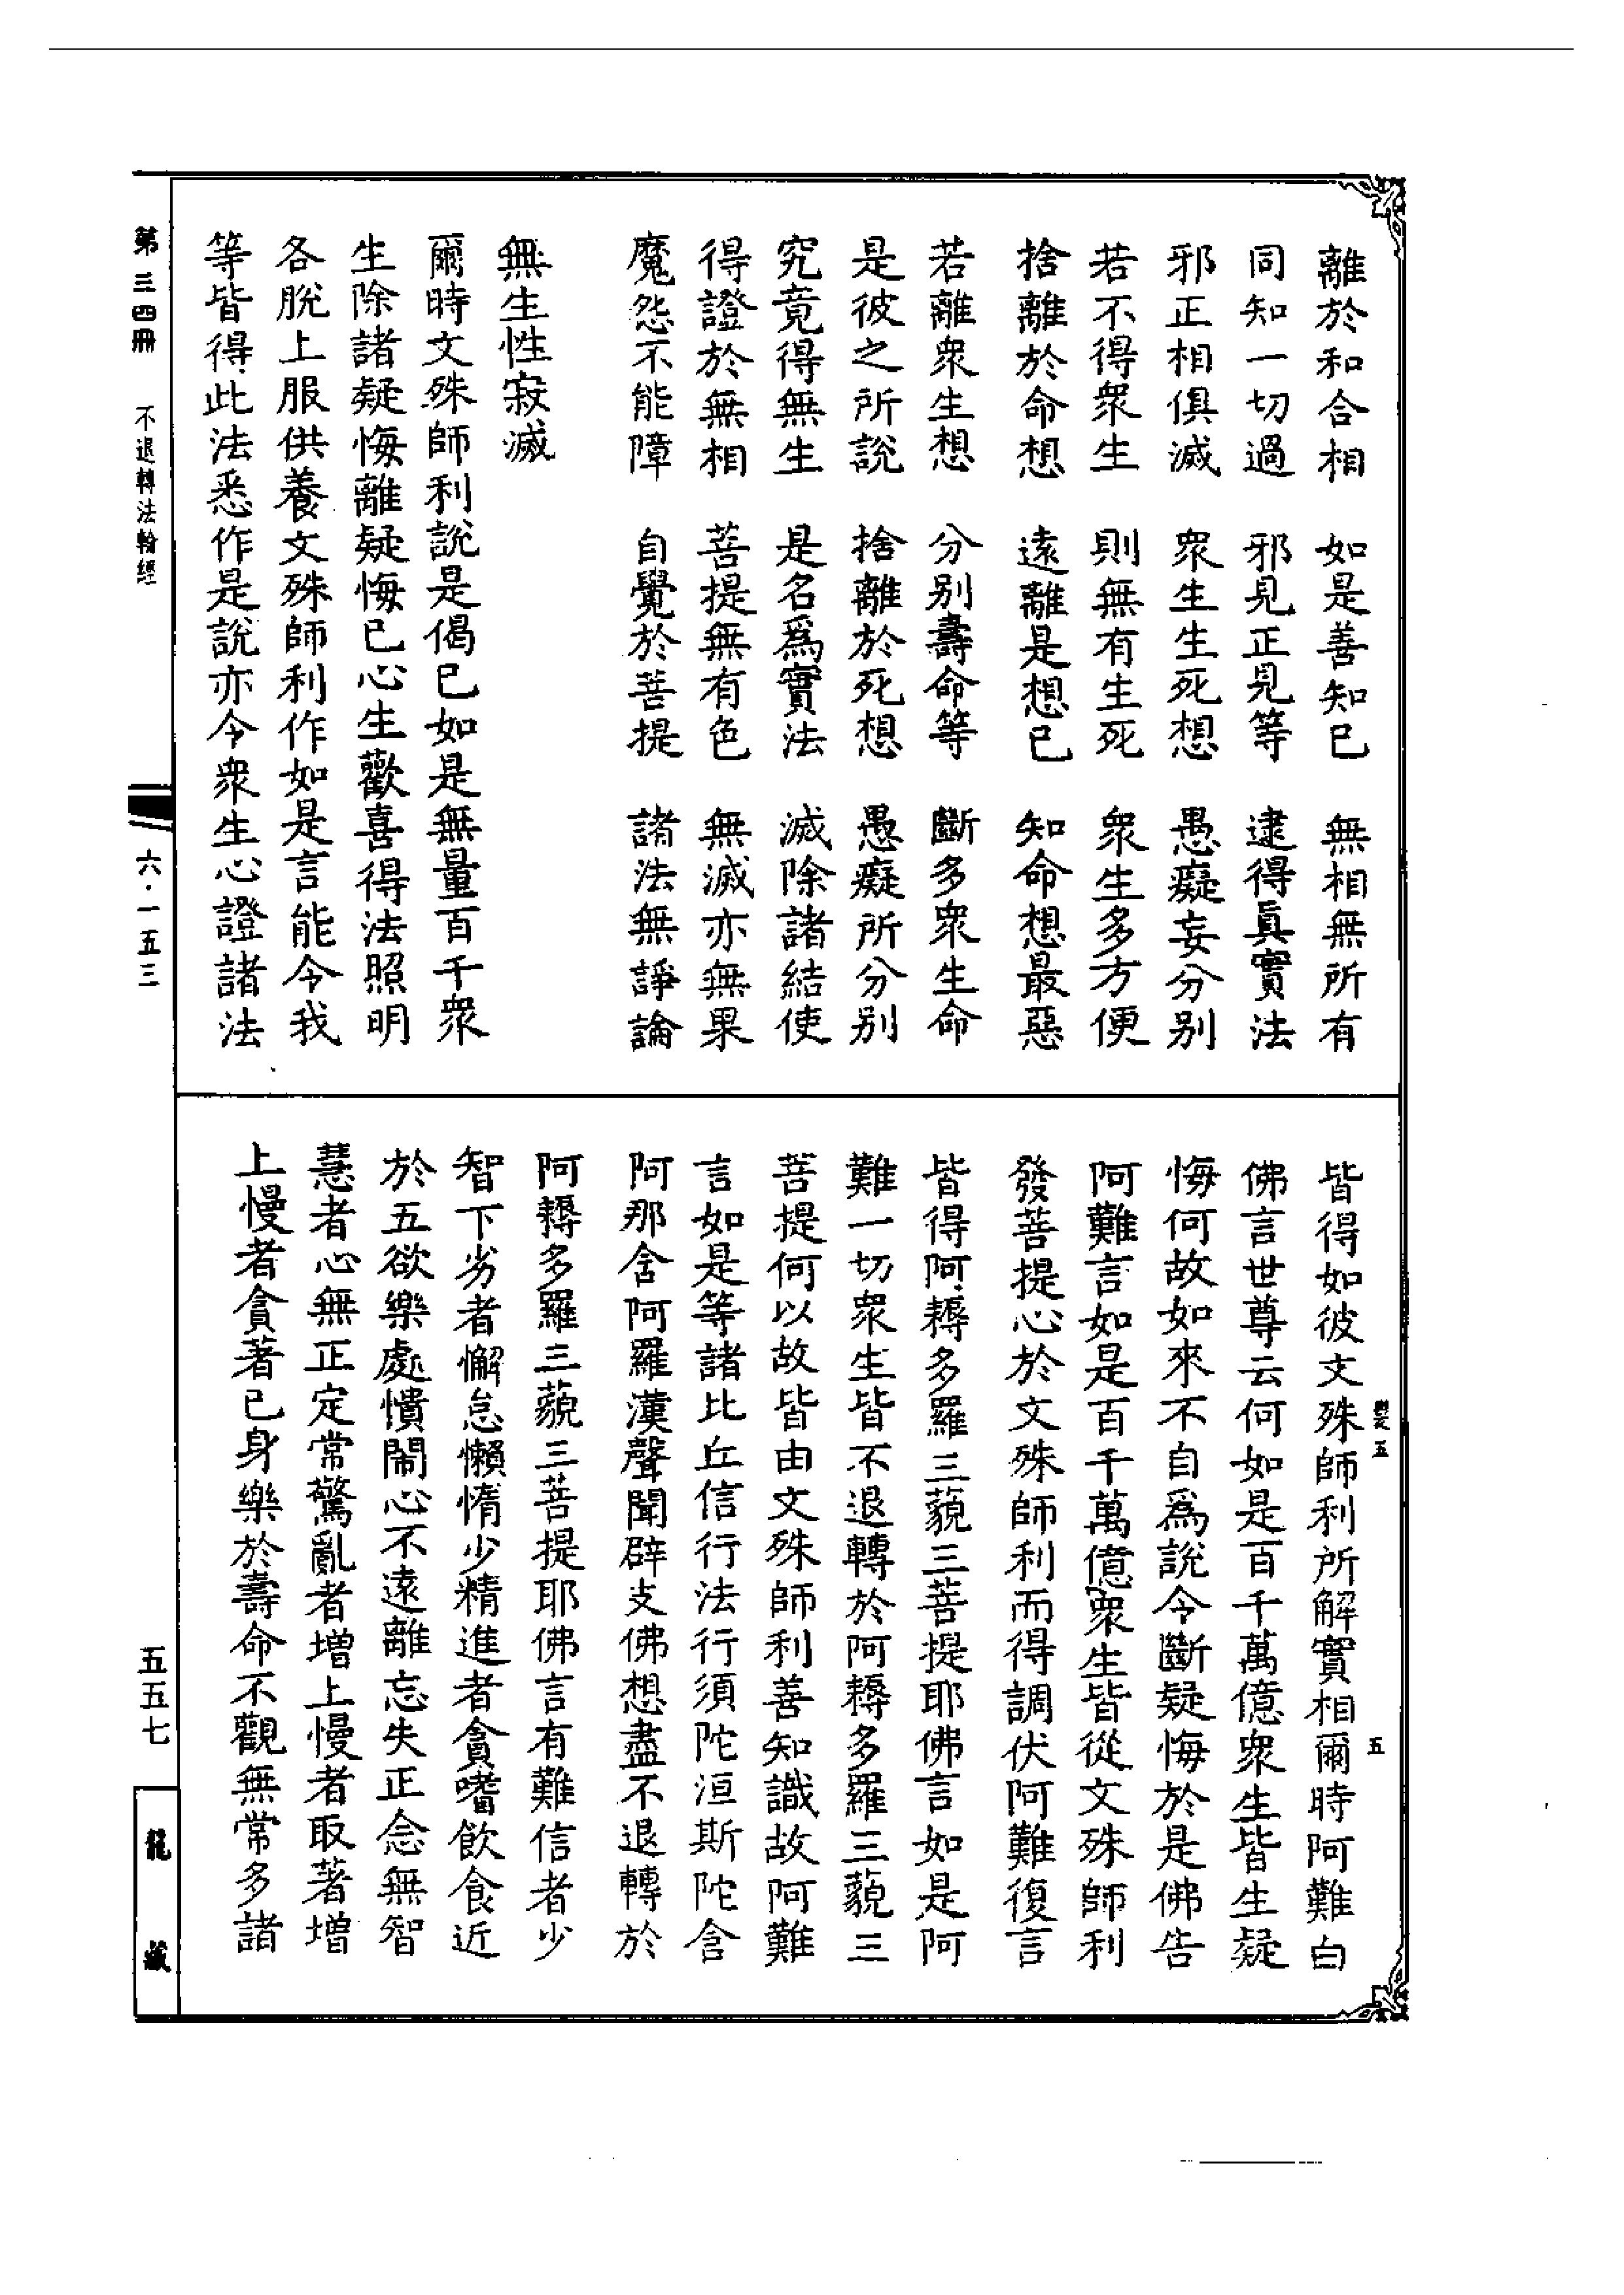 離於和合相　如是善知已　無相無所有
同知一切過　邪見正見等　逮得眞實法
邪正相俱滅　衆生生死想　愚癡妄分别
若不得衆生　則無有生死　衆生多方便
捨離於命想　遠離是想已　知命想最惡
若離衆生想　分别壽命等　斷多衆生命
是彼之所說　捨離於死想　愚癡所分别
究竟得無生　是名爲實法　滅除諸結使
得證於無相　菩提無有色　無滅亦無果
魔怨不能障　自覺於菩提　諸法無諍論
無生性寂滅
爾時文殊師利說是偈已如是無量百千衆
生除諸疑悔離疑悔已心生歡喜得法照明
各脫上服供養文殊師利作如是言能令我
等皆得此法悉作是說亦令衆生心證諸法
皆得如彼文殊師利所解實相爾時阿難白
佛言世尊云何如是百千萬億衆生皆生疑
悔何故如來不自爲說令斷疑悔於是佛告
阿難言如是百千萬億衆生皆從文殊師利
發菩提心於文殊師利而得調伏阿難復言
皆得阿耨多羅三藐三菩提耶佛言如是阿
難一切衆生皆不退轉於阿耨多羅三藐三
菩提何以故皆由文殊師利善知識故阿難
言如是等諸比丘信行法行須陀洹斯陀含
阿那含阿羅漢聲聞辟支佛想盡不退轉於
阿耨多羅三藐三菩提耶佛言有難信者少
智下劣者懈怠懶惰少精進者貪嗜飲食近
於五欲樂處憒閙心不遠離忘失正念無智
慧者心無正定常驚亂者增上慢者取著增
上慢者貪著已身樂於壽命不觀無常多諸
五
五
第三四冊　不退轉法輪經
六·一五三
五五七
龍藏